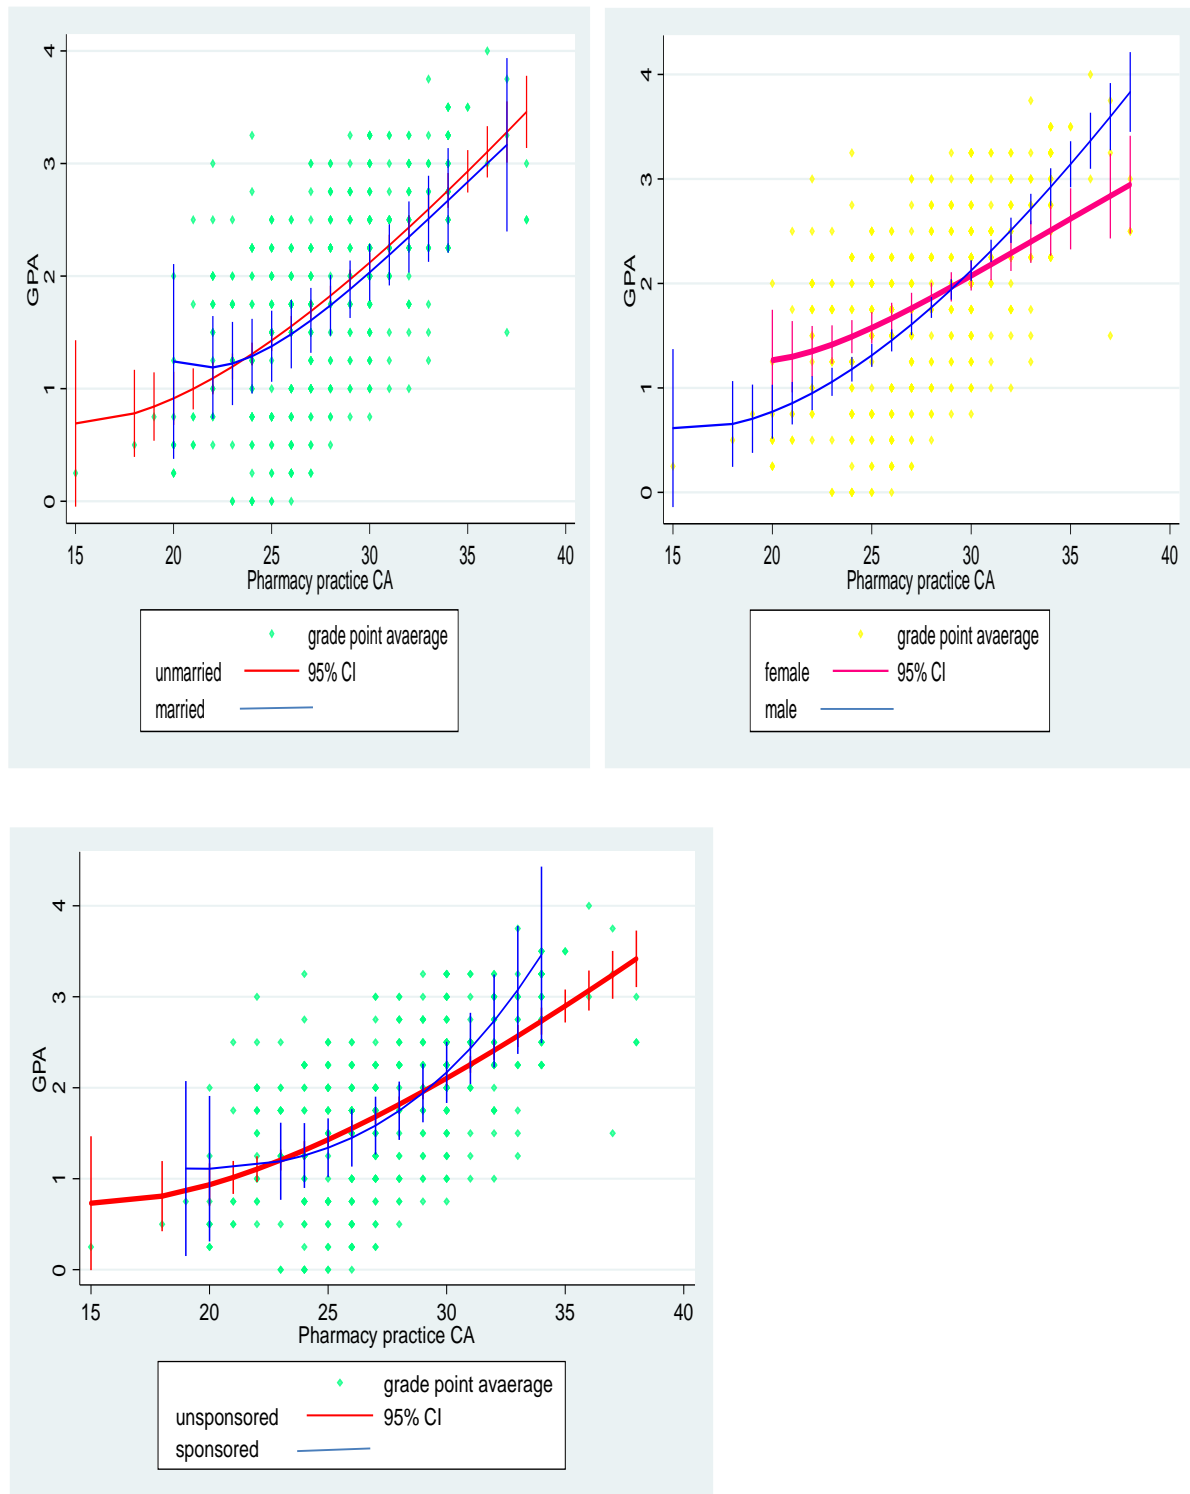 4
3
2
1
0
GPA
15 20 25 30 35 40
Pharmacy practice CA
grade point avaerage
unmarried 95% CI
married
4
3
2
1
0
GPA
15 20 25 30 35 40
Pharmacy practice CA
grade point avaerage
female 95% CI
male
4
3
2
1
0
GPA
15 20 25 30 35 40
Pharmacy practice CA
grade point avaerage
unsponsored 95% CI
sponsored